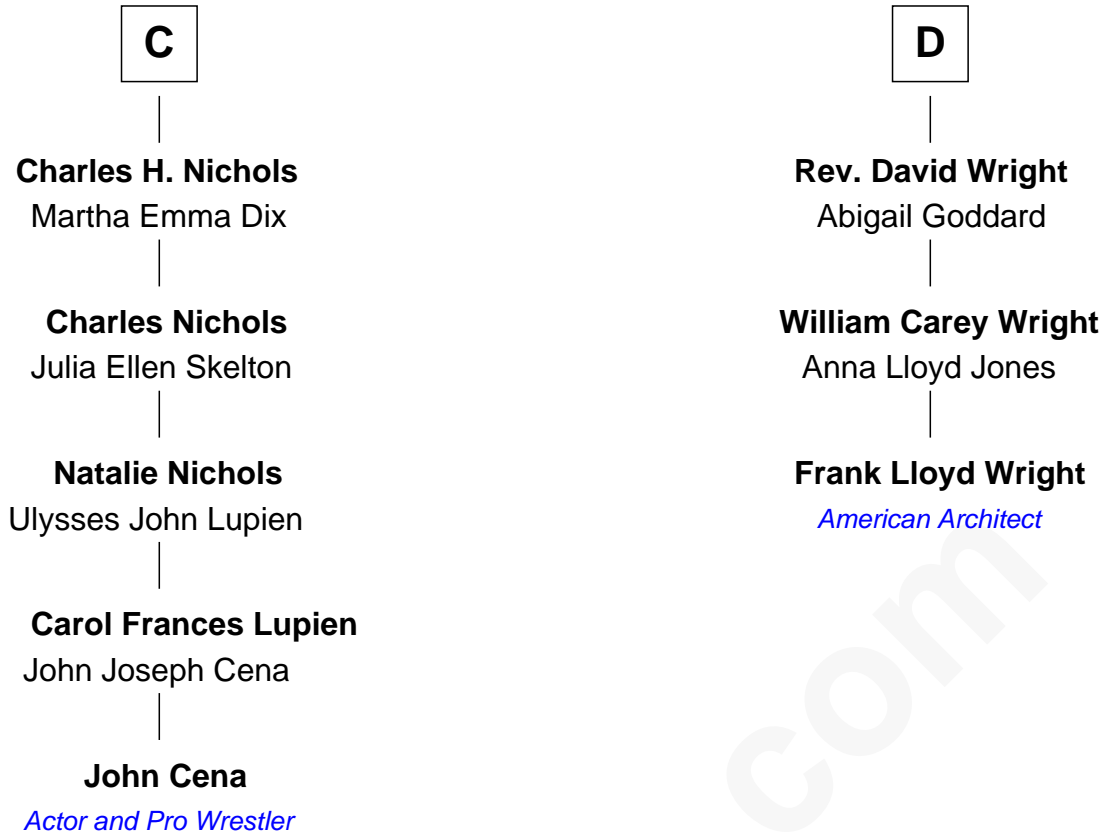 C
Charles H. Nichols
Martha Emma Dix
Charles Nichols
Julia Ellen Skelton
Natalie Nichols
Ulysses John Lupien
Carol Frances Lupien
John Joseph Cena
John Cena
Actor and Pro Wrestler
D
Rev. David Wright
Abigail Goddard
William Carey Wright
Anna Lloyd Jones
Frank Lloyd Wright
American Architect
com